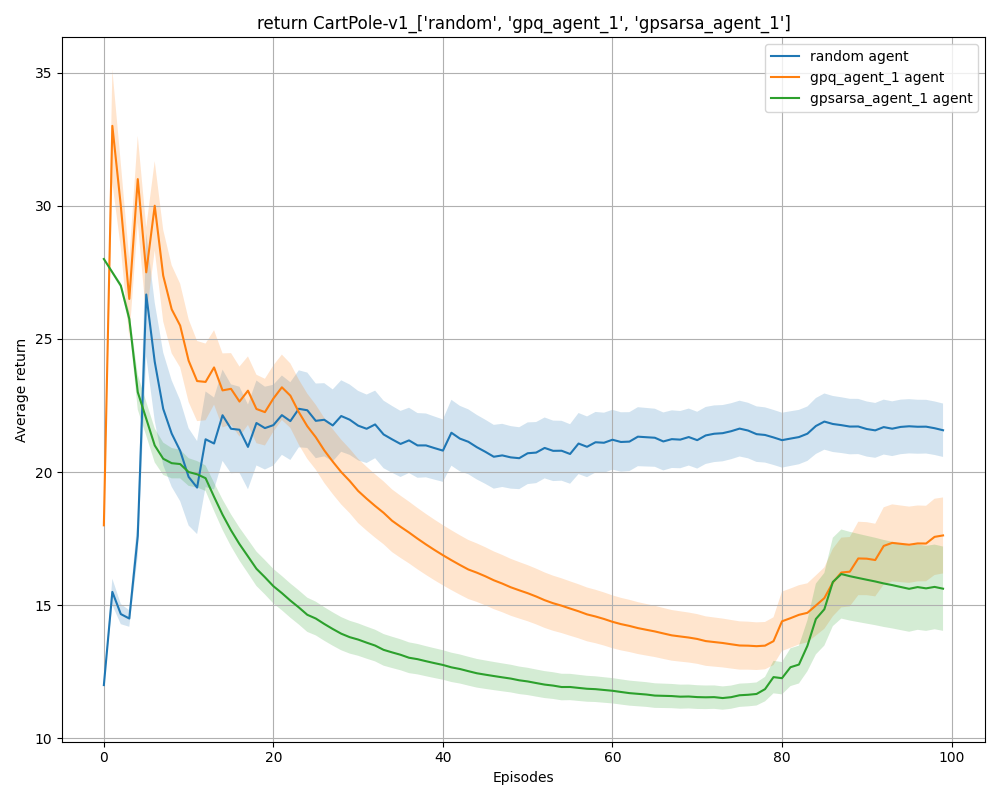 return CartPole-v1_['random', 'gpq_agent_1', 'gpsarsa_agent_1']
random agent
gpq_agent_1 agent
gpsarsa_agent_1 agent
Average return
35
30
25
20
15
10
0 20 40 60 80 100
Episodes